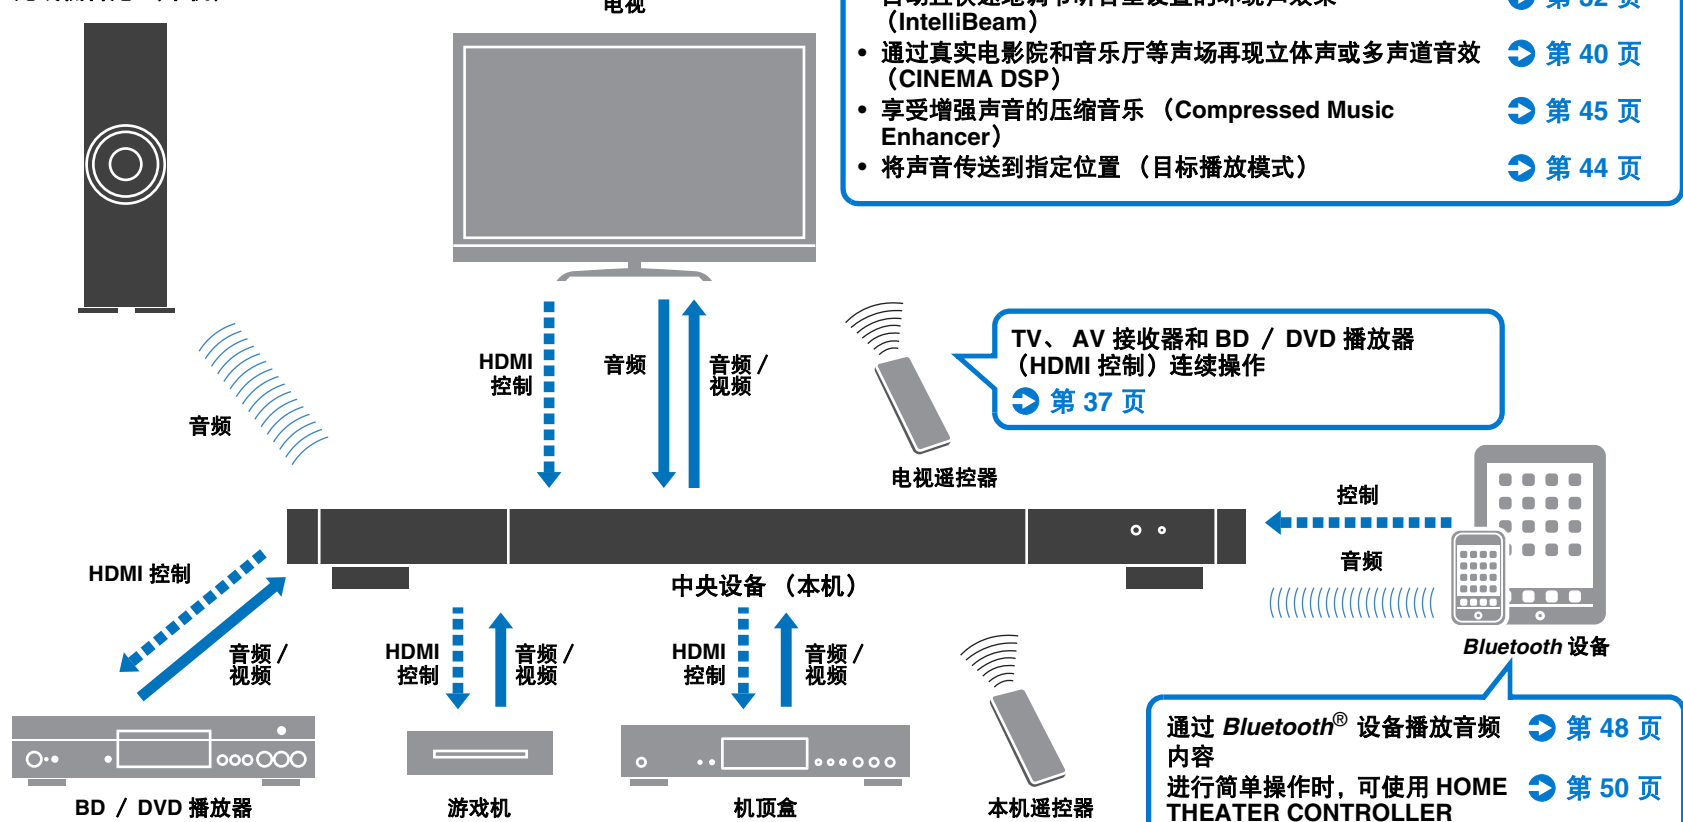 电视
（IntelliBeam）
• 通过真实电影院和音乐厅等声场再现立体声或多声道音效 第 40 页
（CINEMA DSP）
• 享受增强声音的压缩音乐 （Compressed Music 第 45 页
Enhancer）
• 将声音传送到指定位置 （目标播放模式） 第 44 页
HDMI
控制
音频
音频 /
视频
音频
TV、 AV 接收器和 BD / DVD 播放器
（HDMI 控制）连续操作
第 37 页
电视遥控器
控制
音频
Bluetooth 设备
HDMI 控制
中央设备 （本机）
音频 /
视频
HDMI
控制
音频 /
视频
HDMI
控制
音频 /
视频
通过 Bluetooth® 设备播放音频 第 48 页
内容
进行简单操作时，可使用 HOME 第 50 页
THEATER CONTROLLER
BD / DVD 播放器
游戏机
机顶盒
本机遥控器